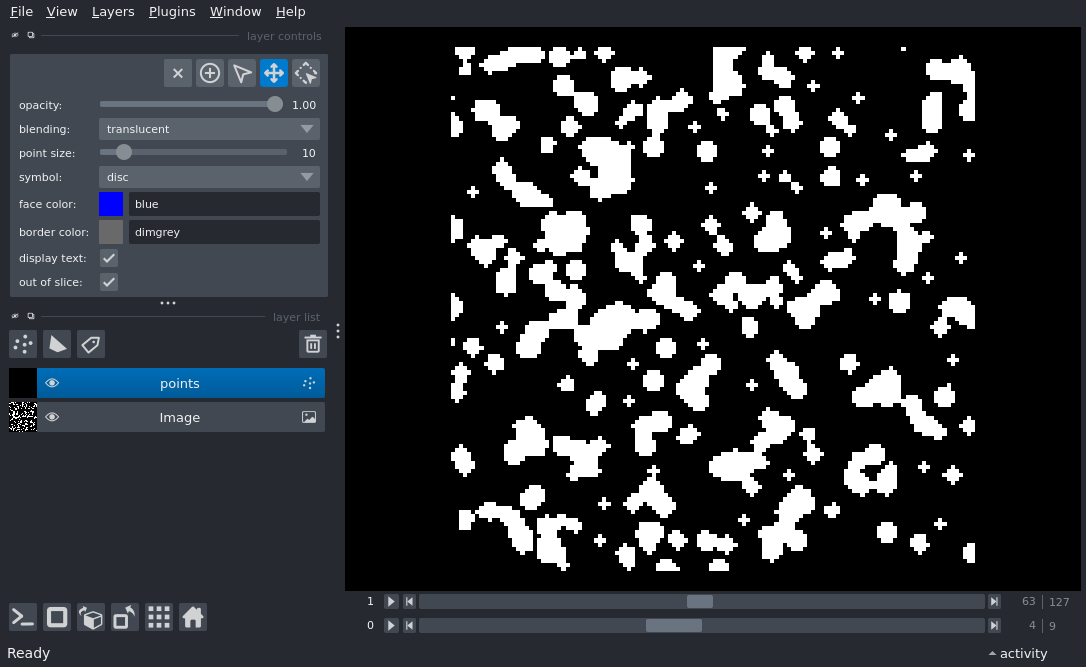 File View Layers Plugins Window Help
layer controls
opacity: 1.00
blending: translucent
point size: 10
symbol: disc
face color: blue
border color: dimgrey
display text:
out of slice:
layer list
points
Image
1 63 127
0 4 9
Ready activity